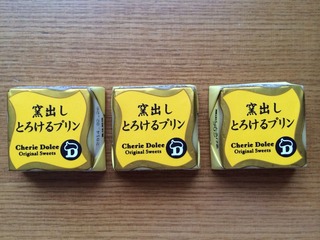 窯出し
とろけるプリン
Cherie Dolce
Original Sweets
D
窯出し
とろけるプリン
Cherie Dolce
Original Sweets
D
窯出し
とろけるプリン
Cherie Dolce
Original Sweets
D